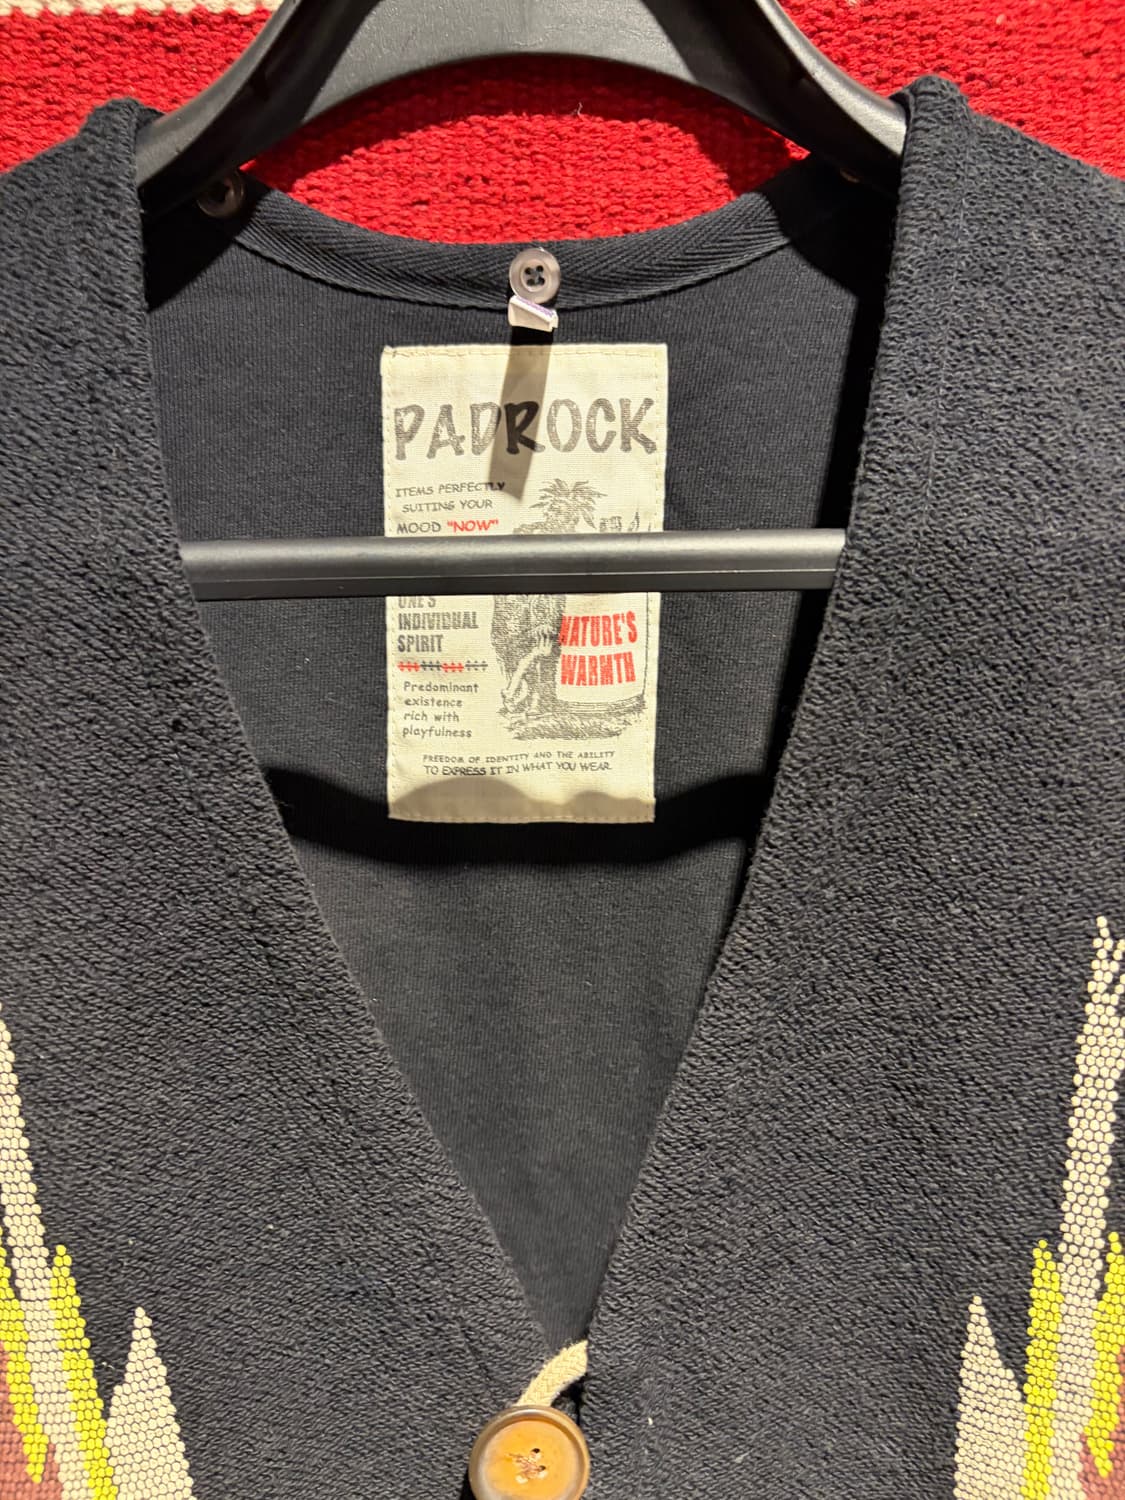 PADROCK
ITEMS PERFECTLY
SUITING YOUR
MOOD "NOW"
ONE'S
INDIVIDUAL
SPIRIT
NATURE'S
WARMTH
Predominant
existence
rich with
playfulness
FREEDOM OF IDENTITY AND THE ABILITY
TO EXPRESS IT IN WHAT YOU WEAR.